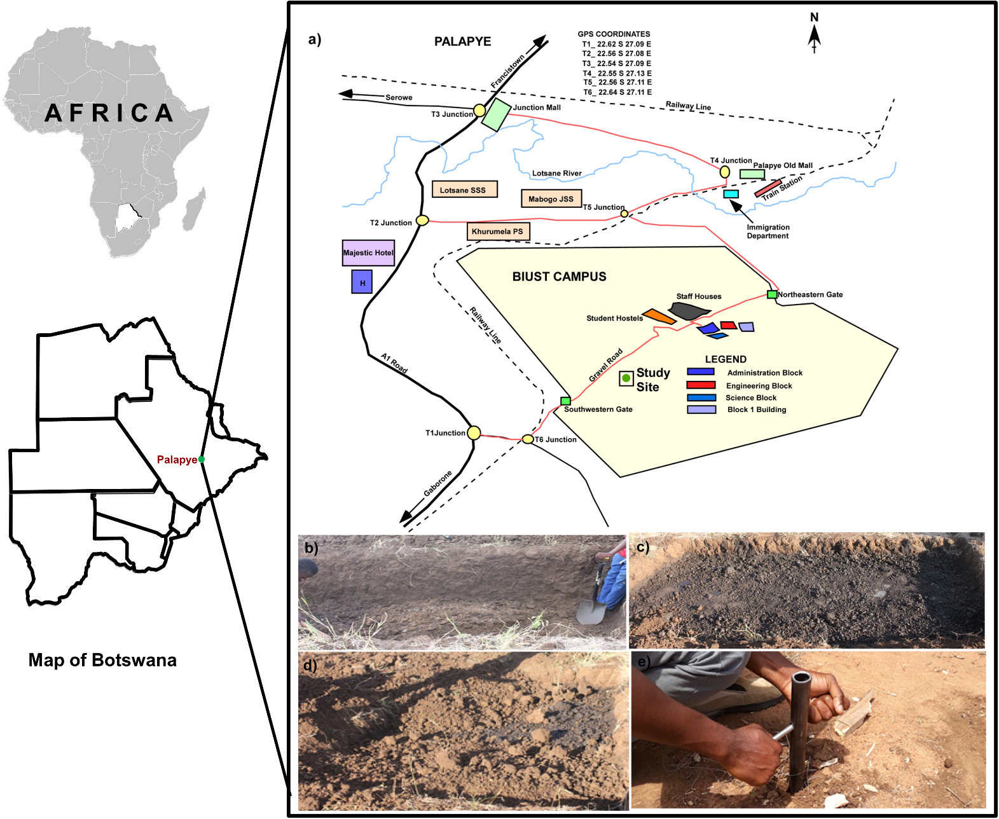 AFRICA
Palapye
Map of Botswana
a)
PALAPYE
GPS COORDINATES
T1_ 22.62 S 27.09 E
T2_ 22.56 S 27.08 E
T3_ 22.54 S 27.09 E
T4_ 22.55 S 27.13 E
T5_ 22.56 S 27.11 E
T6_ 22.64 S 27.11 E
N
Francistown
Serowe
T3 Junction
Junction Mall
Railway Line
T4 Junction
Palapye Old Mall
Lotsane River
Train Station
Lotsane SSS
Mabogo JSS
T5 Junction
T2 Junction
Khurumela PS
Immigration
Department
Majestic Hotel
H
BIUST CAMPUS
Northeastern Gate
Staff Houses
Student Hostels
Railway Line
A1 Road
Gravel Road
LEGEND
Administration Block
Engineering Block
Science Block
Block 1 Building
Study
Site
Southwestern Gate
T1Junction
T6 Junction
Gaborone
b)
c)
d)
e)